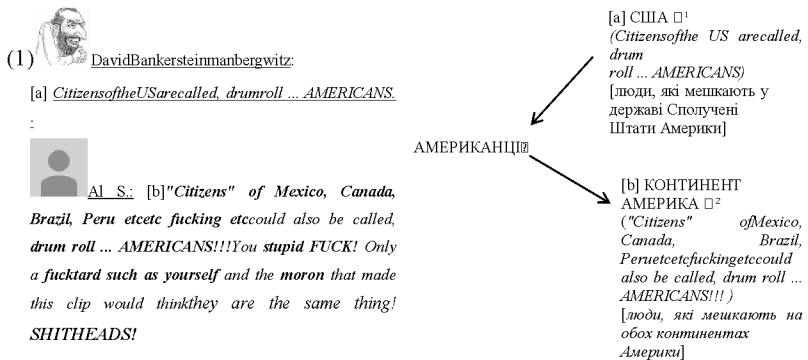 (1) DavidBankersteinmanbergwitz:
[a] CitizensoftheUSarecalled, drumroll ... AMERICANS.
:
Al S.: [b]"Citizens" of Mexico, Canada,
Brazil, Peru etcetc fucking etccould also be called,
drum roll ... AMERICANS!!!You stupid FUCK! Only
a fucktard such as yourself and the moron that made
this clip would thinkthey are the same thing!
SHITHEADS!
АМЕРИКАНЦІ
[a] США □¹
(Citizensofthe US arecalled,
drum
roll ... AMERICANS)
[люди, які мешкають у
державі Сполучені
Штати Америки]
[b] КОНТИНЕНТ
АМЕРИКА □²
("Citizens" ofMexico,
Canada, Brazil,
Peruetcetcfuckingetccould
also be called, drum roll ...
AMERICANS!!! )
[люди, які мешкають на
обох континентах
Америки]